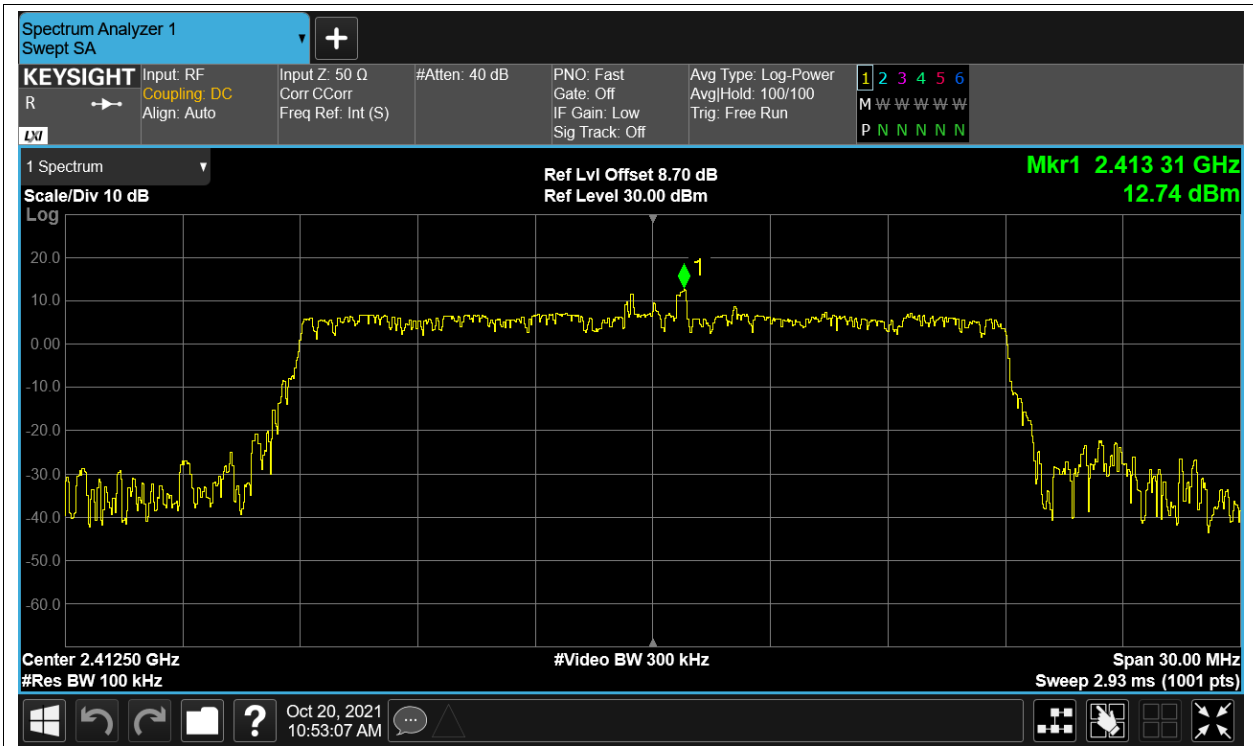 Spectrum Analyzer 1
Swept SA
KEYSIGHT
R
LXI
Input: RF
Coupling: DC
Align: Auto
Input Z: 50 Ω
Corr CCorr
Freq Ref: Int (S)
#Atten: 40 dB
PNO: Fast
Gate: Off
IF Gain: Low
Sig Track: Off
Avg Type: Log-Power
Avg|Hold: 100/100
Trig: Free Run
1 2 3 4 5 6
M W W W W W W
P N N N N N N
1 Spectrum
Scale/Div 10 dB
Ref Lvl Offset 8.70 dB
Ref Level 30.00 dBm
Mkr1 2.413 31 GHz
12.74 dBm
Log
20.0
10.0
0.00
-10.0
-20.0
-30.0
-40.0
-50.0
-60.0
1
Center 2.41250 GHz
#Res BW 100 kHz
#Video BW 300 kHz
Span 30.00 MHz
Sweep 2.93 ms (1001 pts)
?
Oct 20, 2021
10:53:07 AM